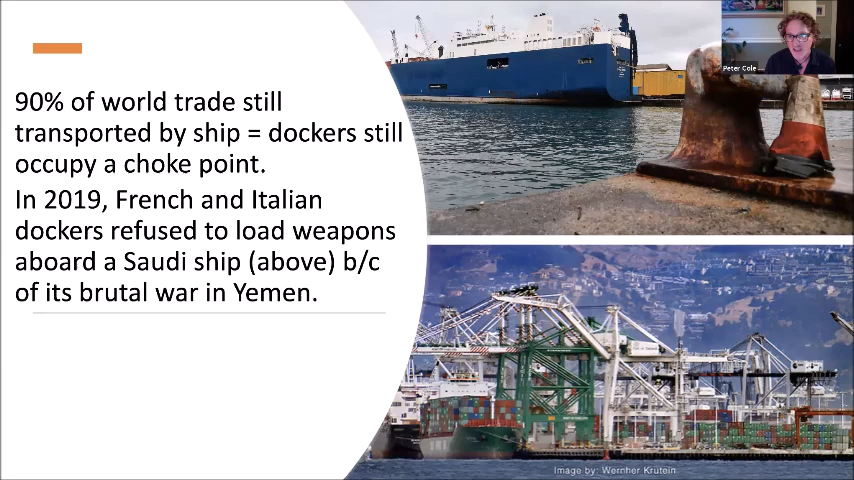 90% of world trade still
transported by ship = dockers still
occupy a choke point.
In 2019, French and Italian
dockers refused to load weapons
aboard a Saudi ship (above) b/c
of its brutal war in Yemen.
Peter Cole
Image by: Wernher Krutein